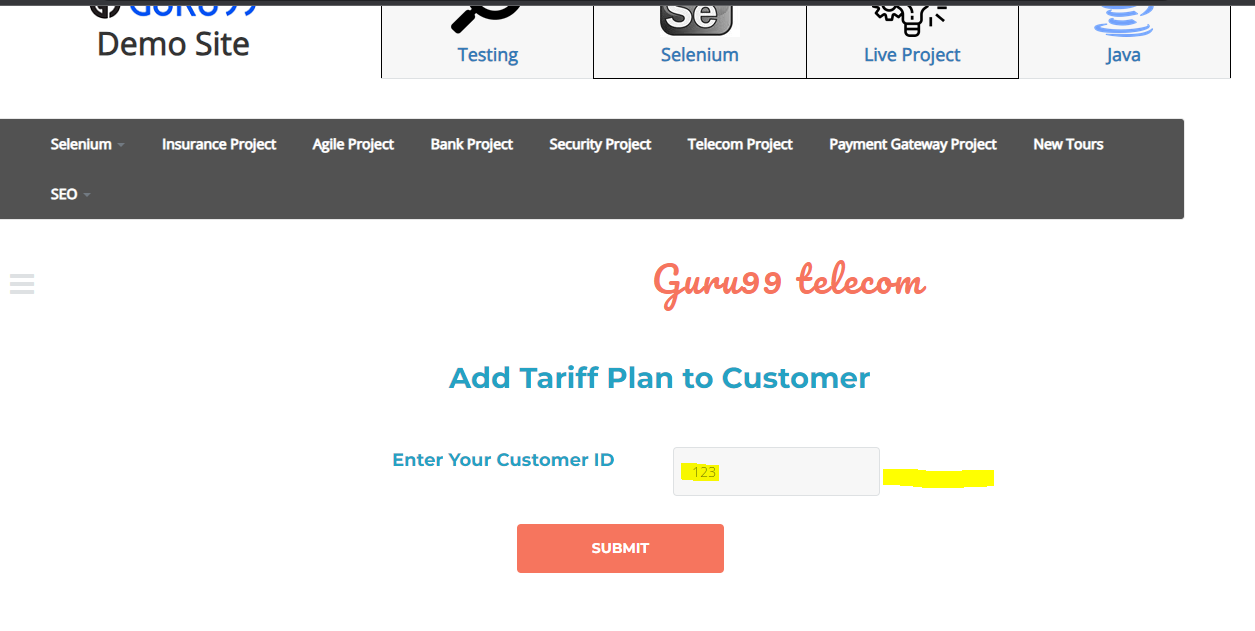 GURU99
Demo Site
Se
Testing
Selenium
Live Project
Java
Selenium
Insurance Project
Agile Project
Bank Project
Security Project
Telecom Project
Payment Gateway Project
New Tours
SEO
Guru99 telecom
Add Tariff Plan to Customer
Enter Your Customer ID
123
SUBMIT